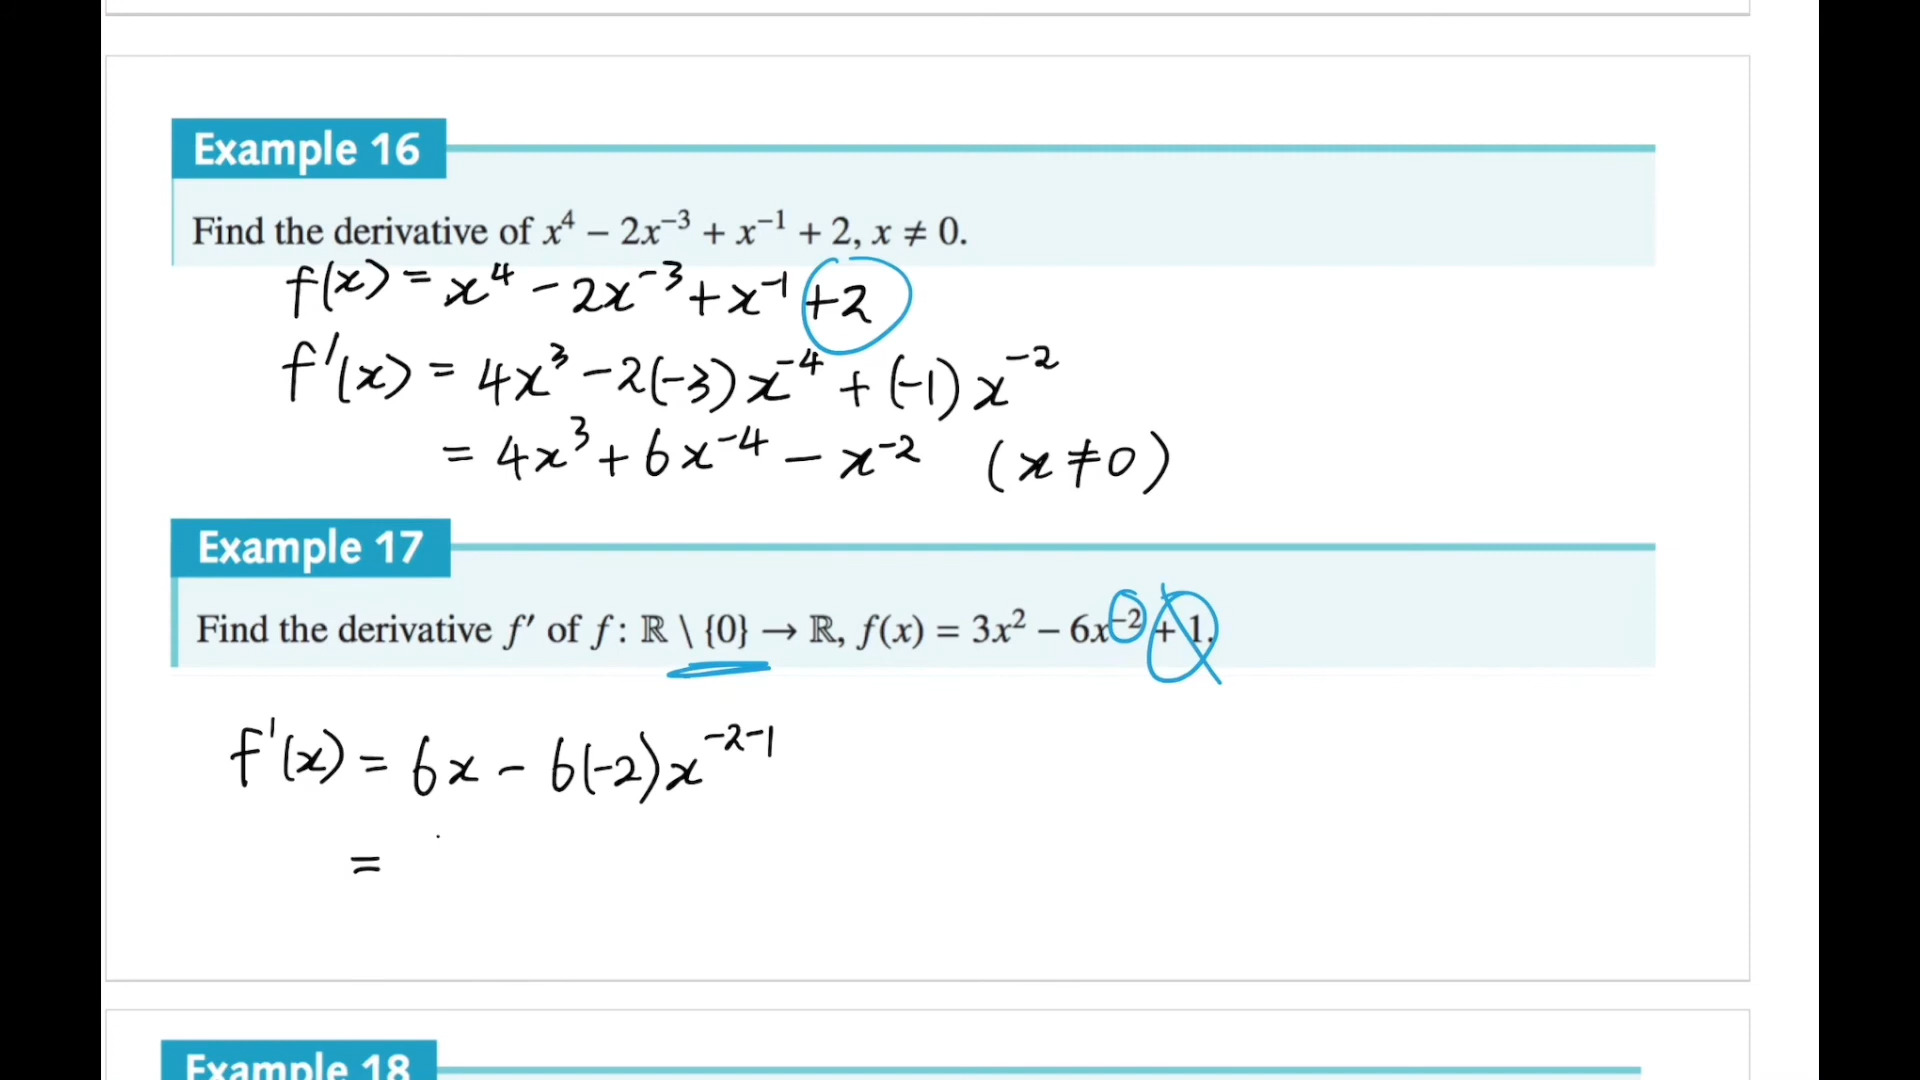 Example 16
Find the derivative of x⁴ − 2x⁻³ + x⁻¹ + 2, x ≠ 0.
f(x) = x⁴ − 2x⁻³ + x⁻¹ + 2
f'(x) = 4x³ − 2(−3)x⁻⁴ + (−1)x⁻²
= 4x³ + 6x⁻⁴ − x⁻² (x ≠ 0)
Example 17
Find the derivative f′ of f: ℝ \ {0} → ℝ, f(x) = 3x² − 6x⁻² + 1.
f'(x) = 6x − 6(−2)x⁻²⁻¹
=
Example 18